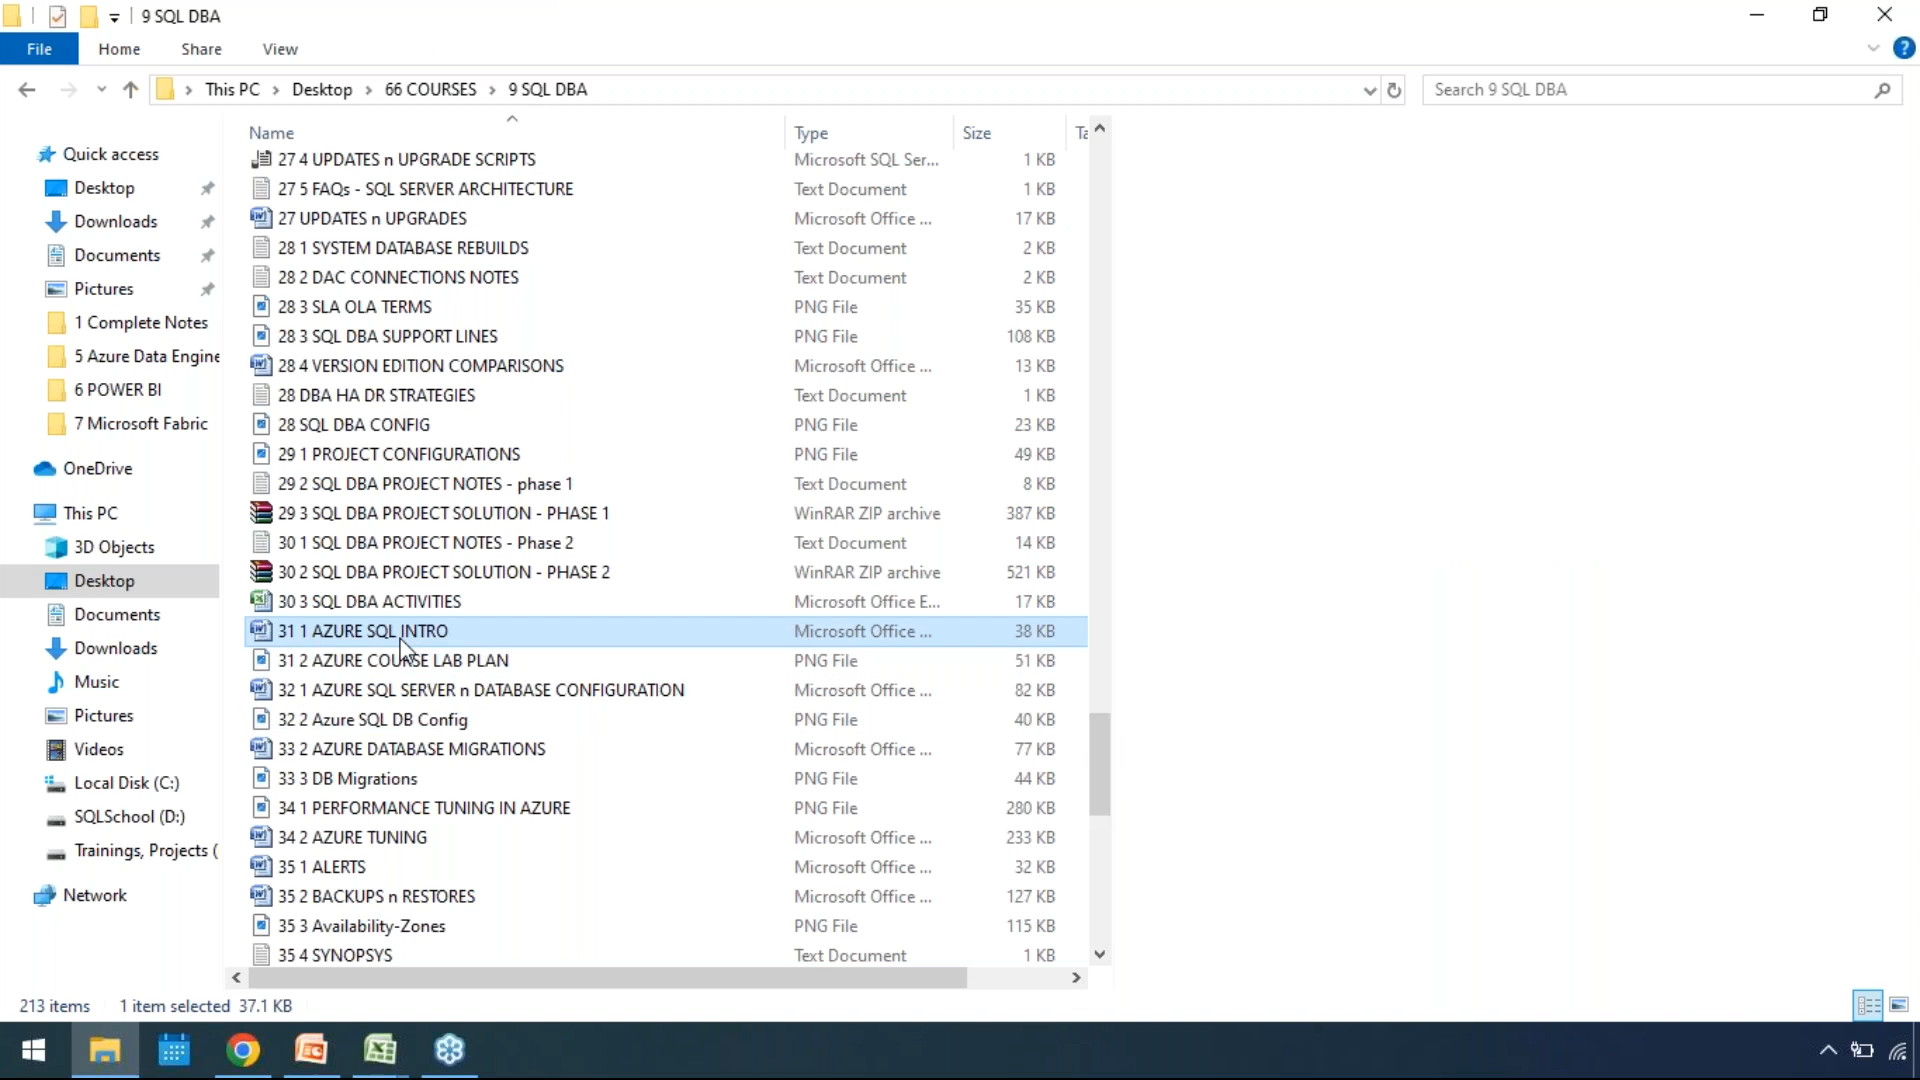 9 SQL DBA
File Home Share View
This PC Desktop 66 COURSES 9 SQL DBA
Search 9 SQL DBA
Quick access
Desktop
Downloads
Documents
Pictures
1 Complete Notes
5 Azure Data Engine
6 POWER BI
7 Microsoft Fabric
OneDrive
This PC
3D Objects
Desktop
Documents
Downloads
Music
Pictures
Videos
Local Disk (C:)
SQLSchool (D:)
Trainings, Projects (
Network
Name Type Size Ta
27 4 UPDATES n UPGRADE SCRIPTS Microsoft SQL Ser... 1 KB
27 5 FAQs - SQL SERVER ARCHITECTURE Text Document 1 KB
27 UPDATES n UPGRADES Microsoft Office ... 17 KB
28 1 SYSTEM DATABASE REBUILDS Text Document 2 KB
28 2 DAC CONNECTIONS NOTES Text Document 2 KB
28 3 SLA OLA TERMS PNG File 35 KB
28 3 SQL DBA SUPPORT LINES PNG File 108 KB
28 4 VERSION EDITION COMPARISONS Microsoft Office ... 13 KB
28 DBA HA DR STRATEGIES Text Document 1 KB
28 SQL DBA CONFIG PNG File 23 KB
29 1 PROJECT CONFIGURATIONS PNG File 49 KB
29 2 SQL DBA PROJECT NOTES - phase 1 Text Document 8 KB
29 3 SQL DBA PROJECT SOLUTION - PHASE 1 WinRAR ZIP archive 387 KB
30 1 SQL DBA PROJECT NOTES - Phase 2 Text Document 14 KB
30 2 SQL DBA PROJECT SOLUTION - PHASE 2 WinRAR ZIP archive 521 KB
30 3 SQL DBA ACTIVITIES Microsoft Office E... 17 KB
31 1 AZURE SQL INTRO Microsoft Office ... 38 KB
31 2 AZURE COURSE LAB PLAN PNG File 51 KB
32 1 AZURE SQL SERVER n DATABASE CONFIGURATION Microsoft Office ... 82 KB
32 2 Azure SQL DB Config PNG File 40 KB
33 2 AZURE DATABASE MIGRATIONS Microsoft Office ... 77 KB
33 3 DB Migrations PNG File 44 KB
34 1 PERFORMANCE TUNING IN AZURE PNG File 280 KB
34 2 AZURE TUNING Microsoft Office ... 233 KB
35 1 ALERTS Microsoft Office ... 32 KB
35 2 BACKUPS n RESTORES Microsoft Office ... 127 KB
35 3 Availability-Zones PNG File 115 KB
35 4 SYNOPSYS Text Document 1 KB
213 items 1 item selected 37.1 KB